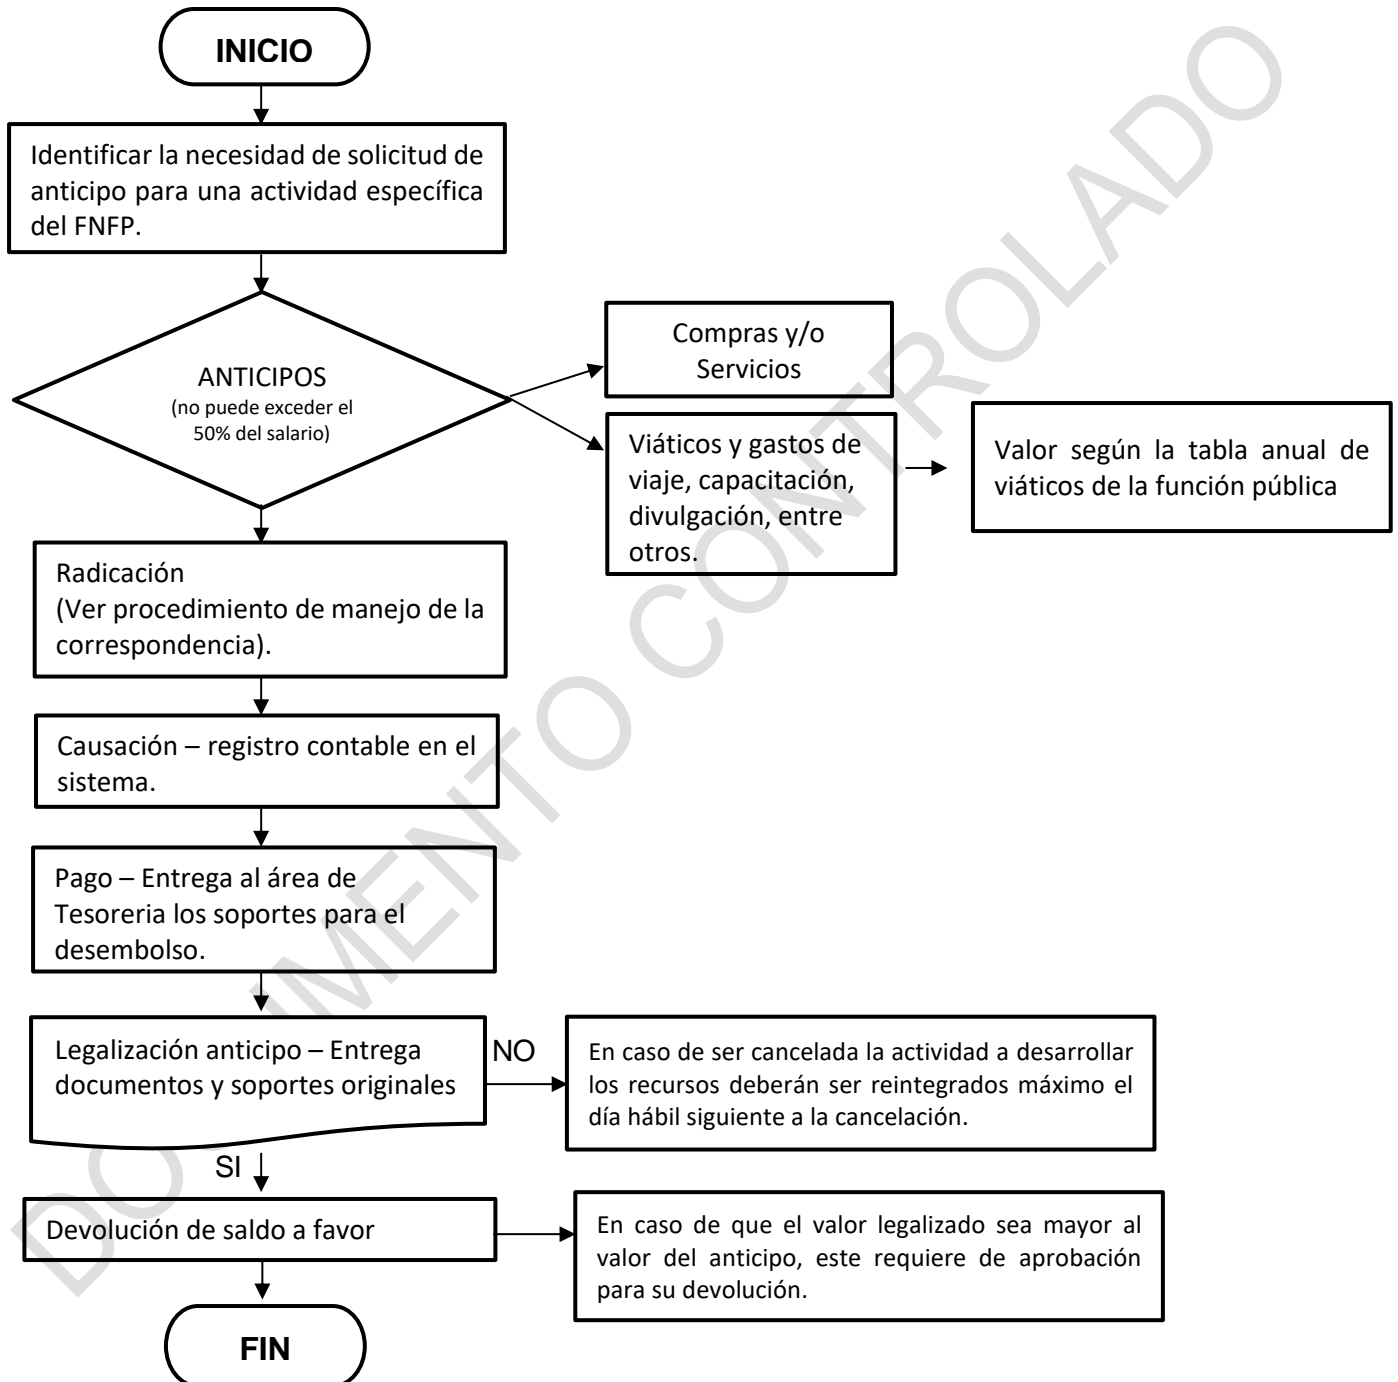 INICIO
Identificar la necesidad de solicitud de
anticipo para una actividad específica
del FNFP.
ANTICIPOS
(no puede exceder el
50% del salario)
Compras y/o
Servicios
Viáticos y gastos de
viaje, capacitación,
divulgación, entre
otros.
Valor según la tabla anual de
viáticos de la función pública
Radicación
(Ver procedimiento de manejo de la
correspondencia).
Causación – registro contable en el
sistema.
Pago – Entrega al área de
Tesoreria los soportes para el
desembolso.
Legalización anticipo – Entrega
documentos y soportes originales
NO
En caso de ser cancelada la actividad a desarrollar
los recursos deberán ser reintegrados máximo el
día hábil siguiente a la cancelación.
SI
Devolución de saldo a favor
En caso de que el valor legalizado sea mayor al
valor del anticipo, este requiere de aprobación
para su devolución.
FIN
DOCUMENTO CONTROLADO